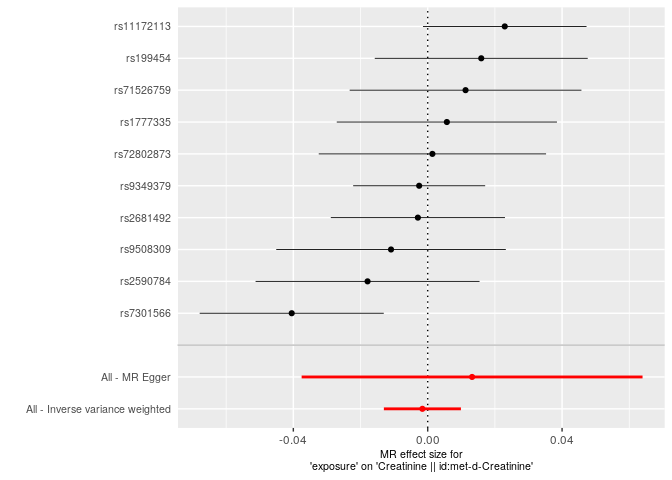 rs11172113
rs199454
rs71526759
rs1777335
rs72802873
rs9349379
rs2681492
rs9508309
rs2590784
rs7301566
All - MR Egger
All - Inverse variance weighted
-0.04 0.00 0.04
MR effect size for
'exposure' on 'Creatinine || id:met-d-Creatinine'